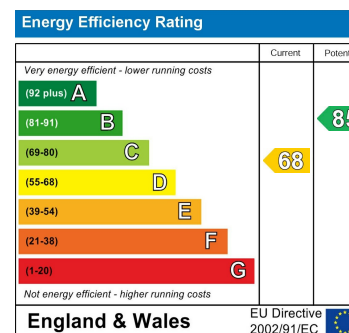 Energy Efficiency Rating
Current
Very energy efficient - lower running costs
(92 plus) A
(81-91) B
(69-80) C
(55-68) D
(39-54) E
(21-38) F
(1-20) G
68
Not energy efficient - higher running costs
England & Wales
EU Directive
2002/91/EC